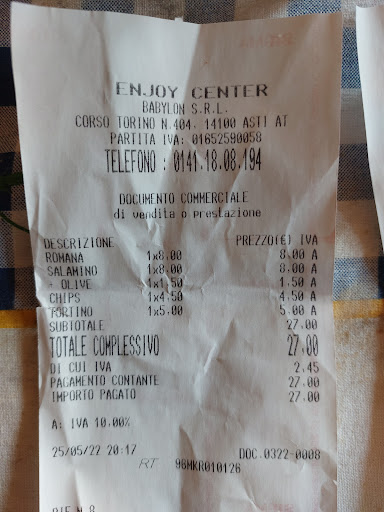 ENJOY CENTER
BABYLON S.R.L.
CORSO TORINO N.404, 14100 ASTI AT
PARTITA IVA: 01652590058
TELEFONO : 0141.18.08.194
DOCUMENTO COMMERCIALE
di vendita o prestazione
DESCRIZIONE PREZZO(€) IVA
ROMANA 1x8.00 8.00 A
SALAMINO 1x8.00 8.00 A
- OLIVE 1x1.50 1.50 A
CHIPS 1x4.50 4.50 A
TORTINO 1x5.00 5.00 A
SUBTOTALE 27.00
TOTALE COMPLESSIVO 27.00
DI CUI IVA 2.45
PAGAMENTO CONTANTE 27.00
IMPORTO PAGATO 27.00
A: IVA 10.00%
25/05/22 20:17 DOC.0322-0008
RT 96MKR010126
RIF.N.8